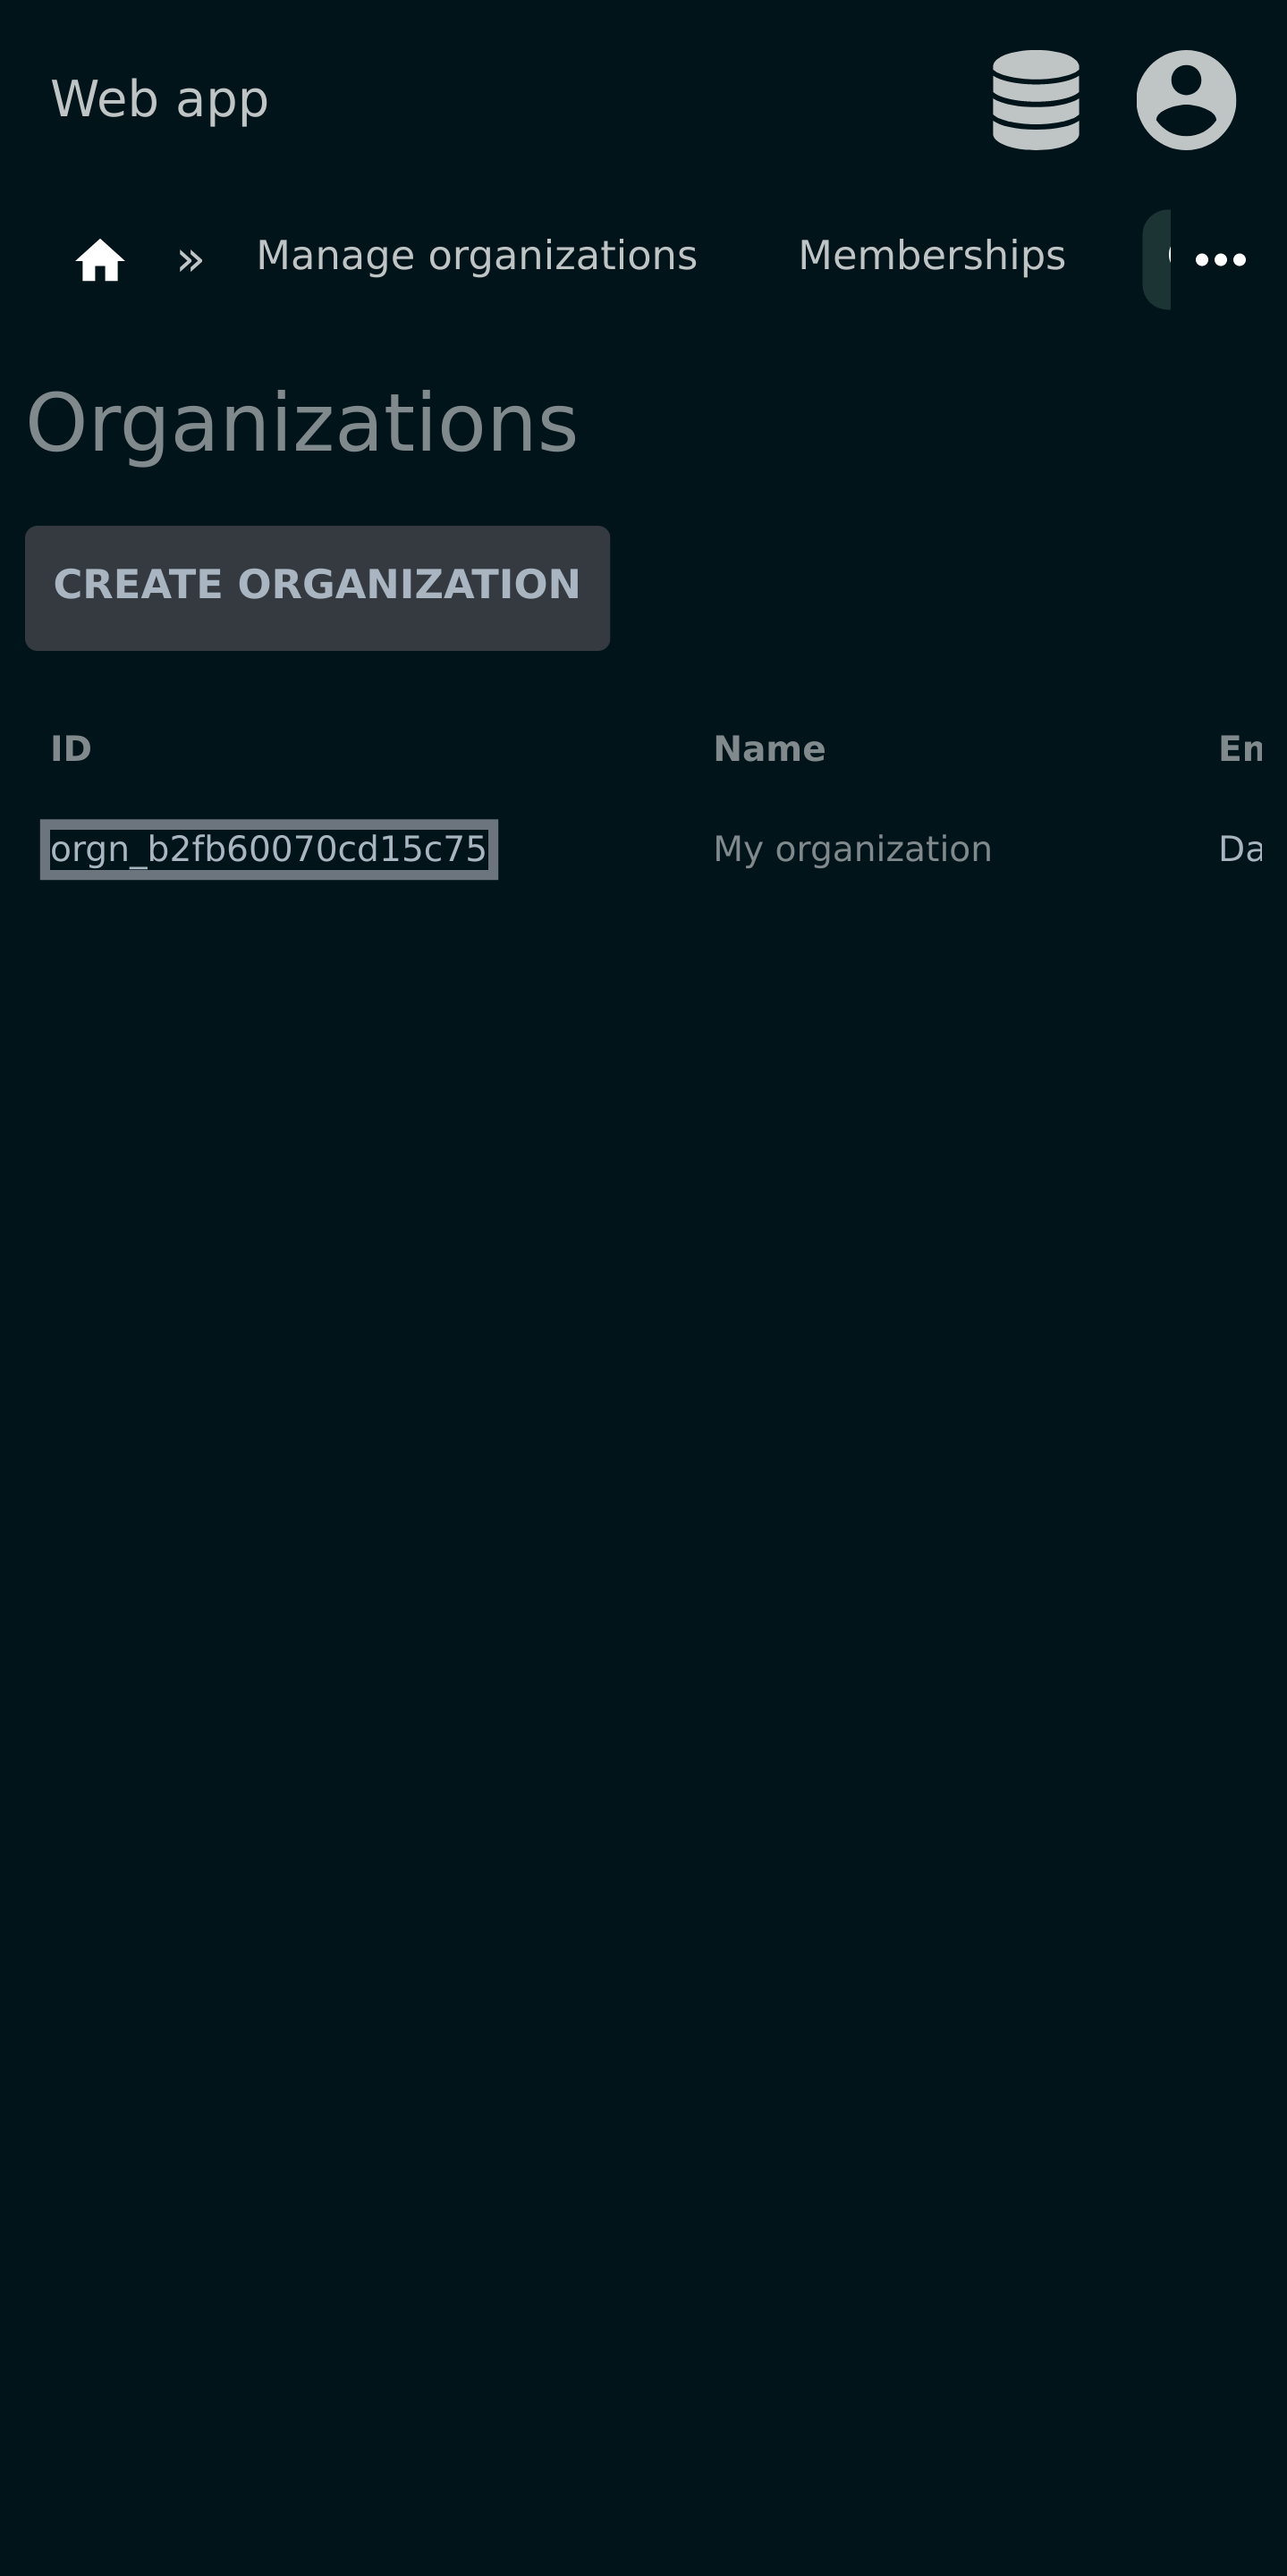 Web app
» Manage organizations Memberships
Organizations
CREATE ORGANIZATION
ID Name En
orgn_b2fb60070cd15c75 My organization Da